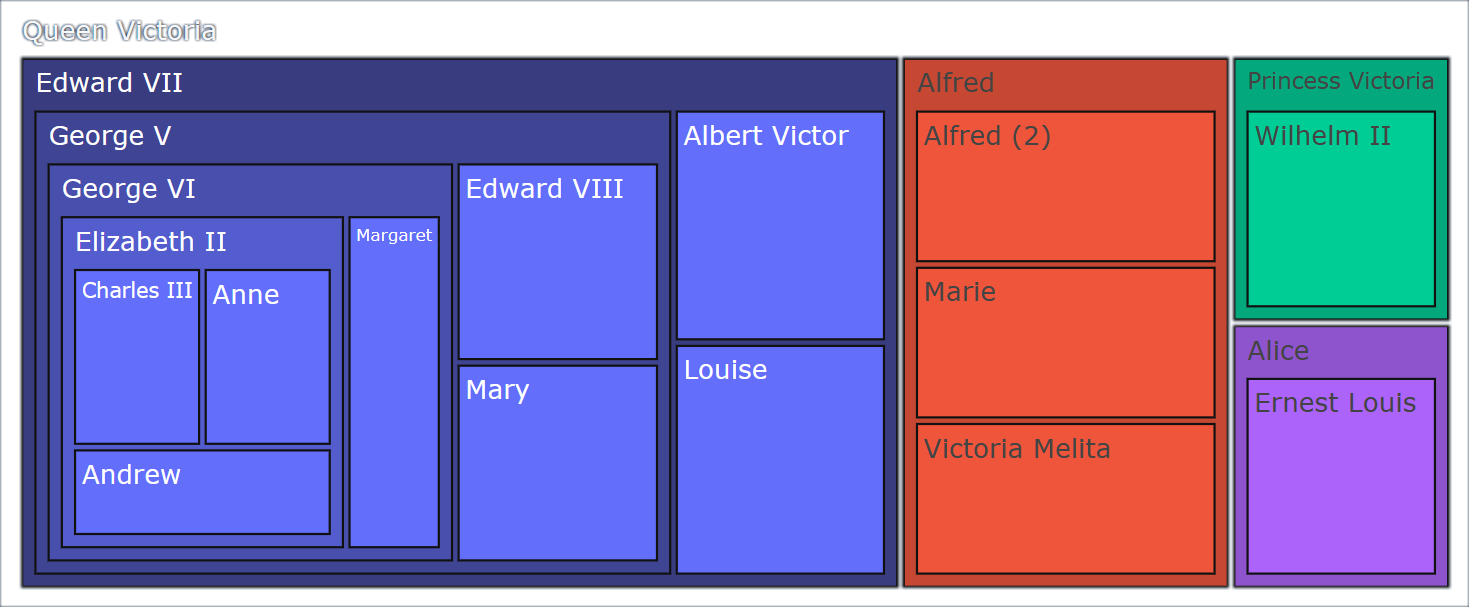 Queen Victoria
Edward VII
George V
George VI
Elizabeth II
Charles III
Anne
Andrew
Margaret
Edward VIII
Mary
Albert Victor
Louise
Alfred
Alfred (2)
Marie
Victoria Melita
Princess Victoria
Wilhelm II
Alice
Ernest Louis